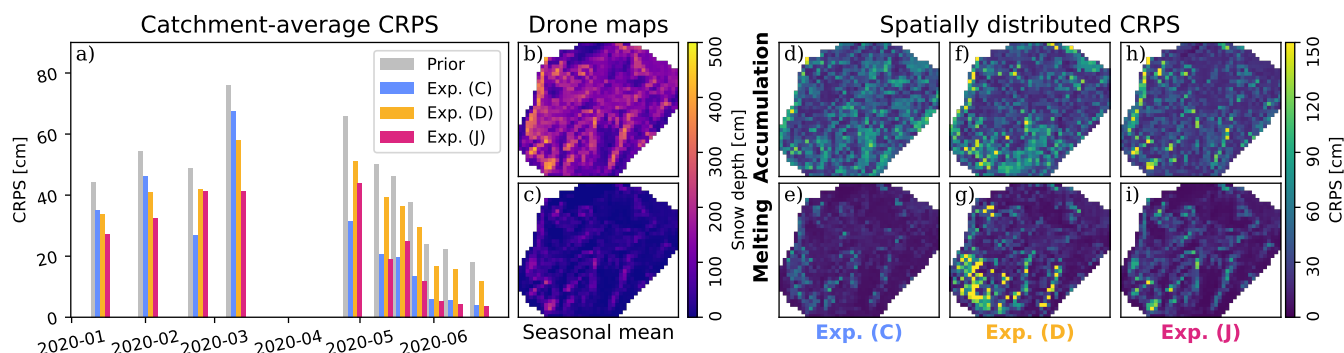 Catchment-average CRPS
a)
Prior
Exp. (C)
Exp. (D)
Exp. (J)
CRPS [cm]
80
60
40
20
0
2020-01
2020-02
2020-03
2020-04
2020-05
2020-06
Drone maps
b)
c)
Seasonal mean
500
400
300
200
100
0
Snow depth [cm]
Spatially distributed CRPS
Accumulation
Melting
d)
f)
h)
e)
g)
i)
Exp. (C)
Exp. (D)
Exp. (J)
150
120
90
60
30
0
CRPS [cm]